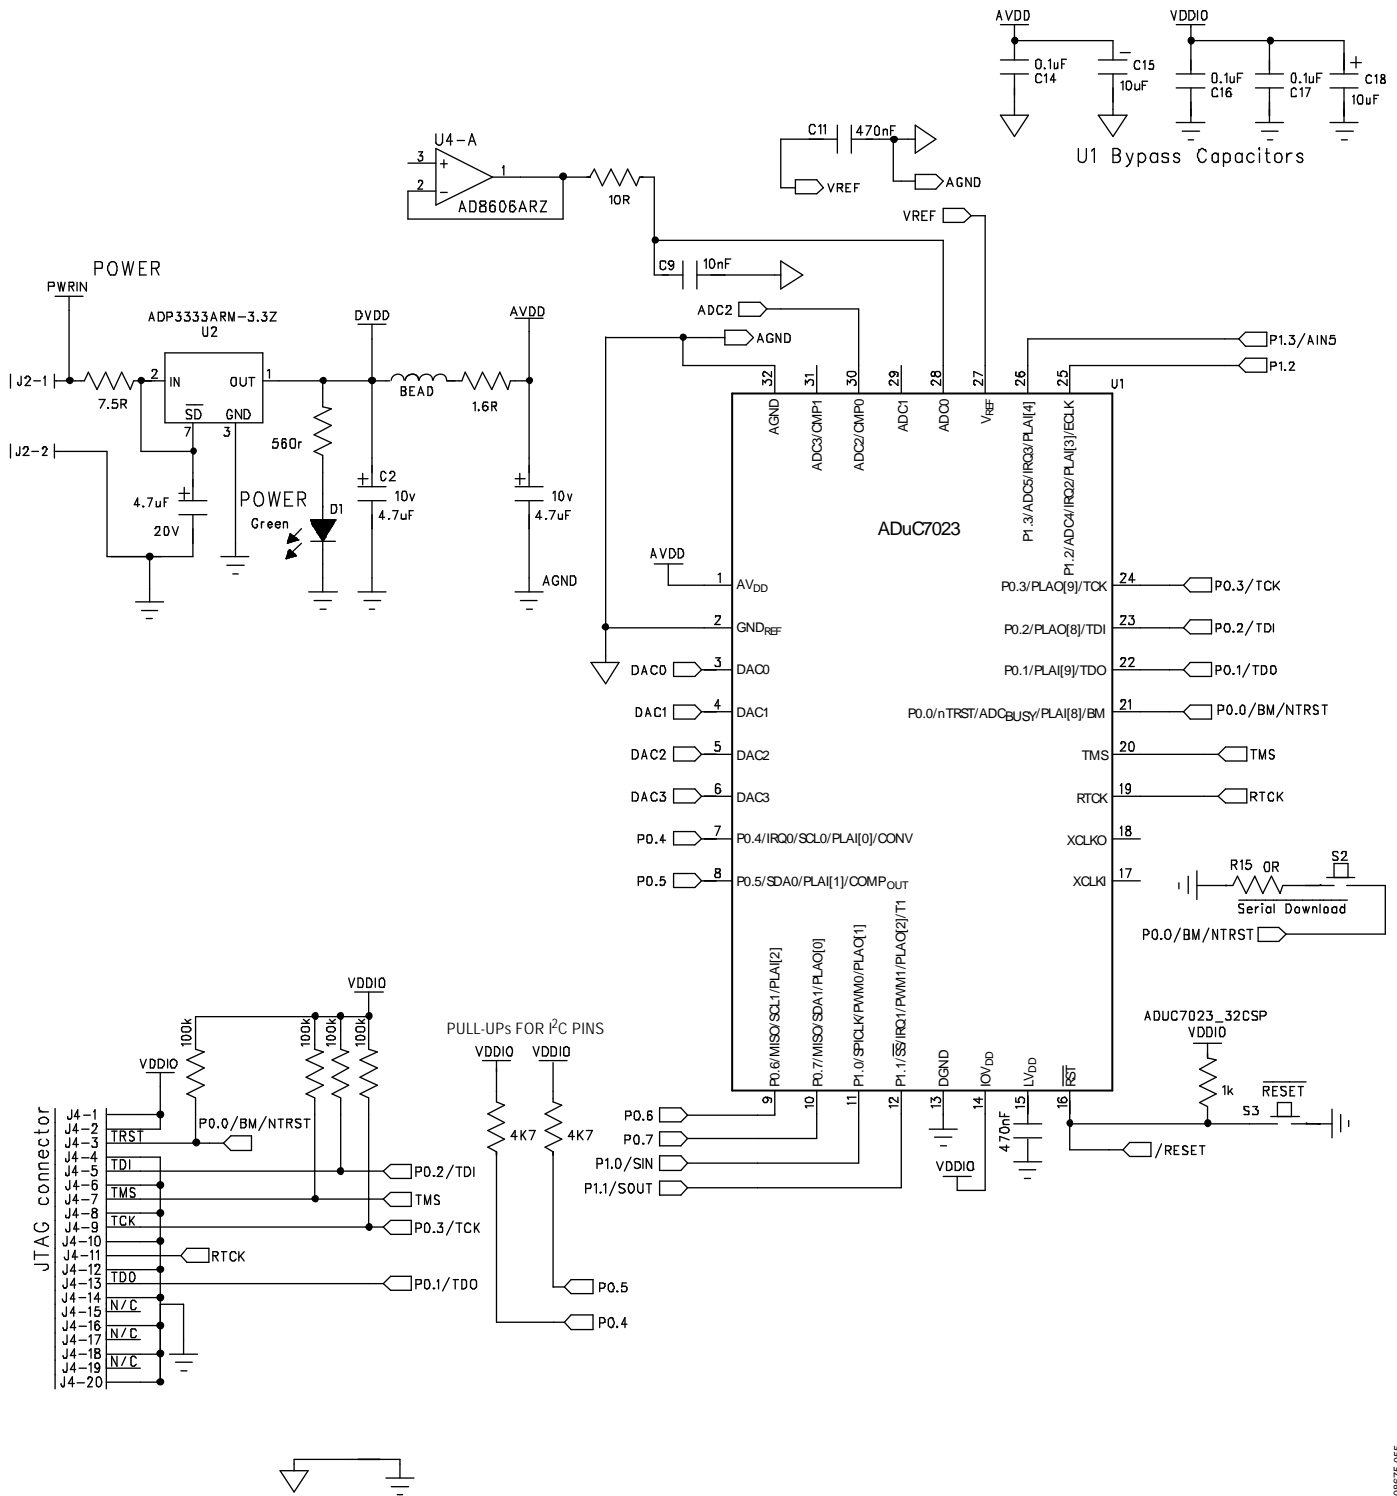 AVDD
VDDIO
0.1uF
C14
C15
10uF
0.1uF
C16
0.1uF
C17
C18
10uF
U1 Bypass Capacitors
C11
470nF
VREF
AGND
VREF
U4-A
3
2
1
AD8606ARZ
10R
C9
10nF
ADC2
AGND
POWER
PWRIN
ADP3333ARM-3.3Z
U2
DVDD
AVDD
J2-1
7.5R
2
IN
OUT
1
SD
GND
7
3
BEAD
1.6R
J2-2
560r
4.7uF
20V
POWER
Green
D1
C2
10v
4.7uF
10v
4.7uF
AGND
P1.3/AIN5
P1.2
U1
32
31
30
29
28
27
26
25
AGND
ADC3/CMP1
ADC2/CMP0
ADC1
ADC0
VREF
P1.3/ADC5/IRQ3/PLAI[4]
P1.2/ADC4/IRQ2/PLAI[3]/ECLK
ADuC7023
AVDD
1
AVDD
2
GNDREF
DAC0
3
DAC0
DAC1
4
DAC1
DAC2
5
DAC2
DAC3
6
DAC3
P0.4
7
P0.4/IRQ0/SCL0/PLAI[0]/CONV
P0.5
8
P0.5/SDA0/PLAI[1]/COMPOUT
P0.3/PLAO[9]/TCK
24
P0.3/TCK
P0.2/PLAO[8]/TDI
23
P0.2/TDI
P0.1/PLAI[9]/TDO
22
P0.1/TDO
P0.0/nTRST/ADCBUSY/PLAI[8]/BM
21
P0.0/BM/NTRST
TMS
20
TMS
RTCK
19
RTCK
XCLKO
18
XCLKI
17
R15
0R
S2
Serial Download
P0.0/BM/NTRST
P0.6/MISO/SCL1/PLAI[2]
P0.7/MISO/SDA1/PLAO[0]
P1.0/SPICLK/PWM0/PLAO[1]
P1.1/SS/IRQ1/PWM1/PLAO[2]/T1
DGND
IOVDD
LVDD
RST
9
10
11
12
13
14
15
16
P0.6
P0.7
P1.0/SIN
P1.1/SOUT
VDDIO
470nF
ADUC7023_32CSP
VDDIO
1k
RESET
S3
/RESET
VDDIO
100k
100k
100k
100k
VDDIO
PULL-UPs FOR I2C PINS
VDDIO
VDDIO
4K7
4K7
P0.5
P0.4
JTAG connector
J4-1
J4-2
J4-3
TRST
P0.0/BM/NTRST
J4-4
J4-5
TDI
P0.2/TDI
J4-6
J4-7
TMS
TMS
J4-8
J4-9
TCK
P0.3/TCK
J4-10
J4-11
RTCK
J4-12
J4-13
TDO
P0.1/TDO
J4-14
J4-15
N/C
J4-16
J4-17
N/C
J4-18
J4-19
N/C
J4-20